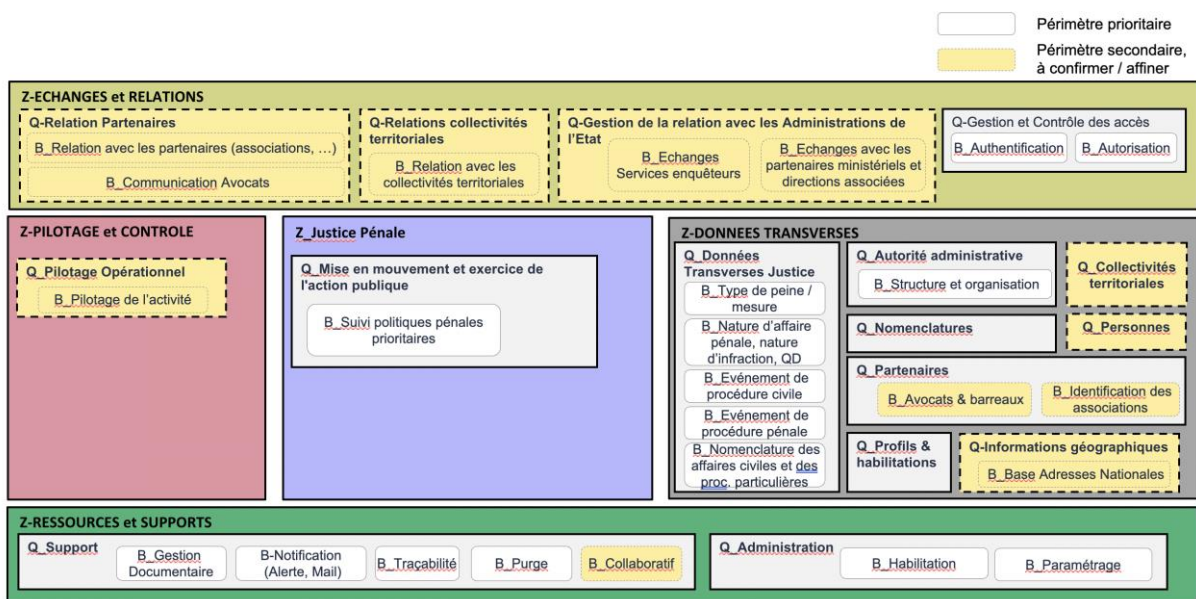 Périmètre prioritaire
Périmètre secondaire,
à confirmer / affiner
Z-ECHANGES et RELATIONS
Q-Relation Partenaires
B_Relation avec les partenaires (associations, …)
B_Communication Avocats
Q-Relations collectivités
territoriales
B_Relation avec les
collectivités territoriales
Q-Gestion de la relation avec les Administrations de
l'Etat
B_Echanges
Services enquêteurs
B_Echanges avec les
partenaires ministériels et
directions associées
Q-Gestion et Contrôle des accès
B_Authentification
B_Autorisation
Z-PILOTAGE et CONTROLE
Q_Pilotage Opérationnel
B_Pilotage de l'activité
Z_Justice Pénale
Q_Mise en mouvement et exercice de
l'action publique
B_Suivi politiques pénales
prioritaires
Z-DONNEES TRANSVERSES
Q_Données
Transverses Justice
B_Type de peine /
mesure
B_Nature d'affaire
pénale, nature
d'infraction, QD
B_Evénement de
procédure civile
B_Evénement de
procédure pénale
B_Nomenclature des
affaires civiles et des
proc. particulières
Q_Autorité administrative
B_Structure et organisation
Q_Collectivités
territoriales
Q_Nomenclatures
Q_Personnes
Q_Partenaires
B_Avocats & barreaux
B_Identification des
associations
Q_Profils &
habilitations
Q-Informations géographiques
B_Base Adresses Nationales
Z-RESSOURCES et SUPPORTS
Q_Support
B_Gestion
Documentaire
B-Notification
(Alerte, Mail)
B_Traçabilité
B_Purge
B_Collaboratif
Q_Administration
B_Habilitation
B_Paramétrage